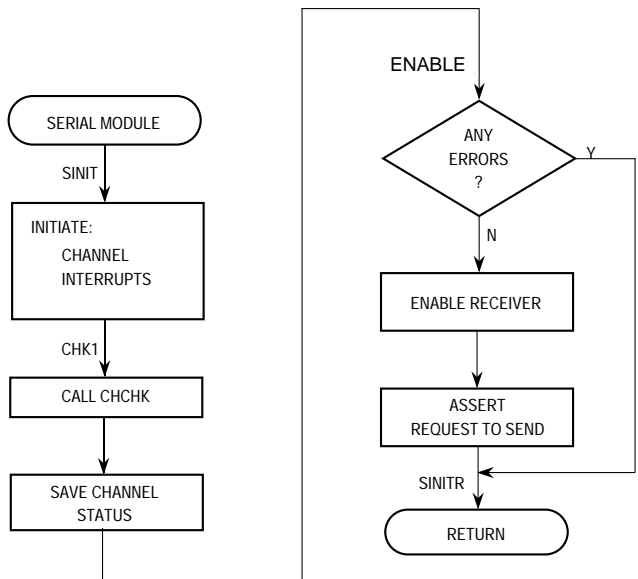 SERIAL MODULE
SINIT
INITIATE:
CHANNEL
INTERRUPTS
CHK1
CALL CHCHK
SAVE CHANNEL
STATUS
ENABLE
ANY
ERRORS
?
Y
N
ENABLE RECEIVER
ASSERT
REQUEST TO SEND
SINITR
RETURN